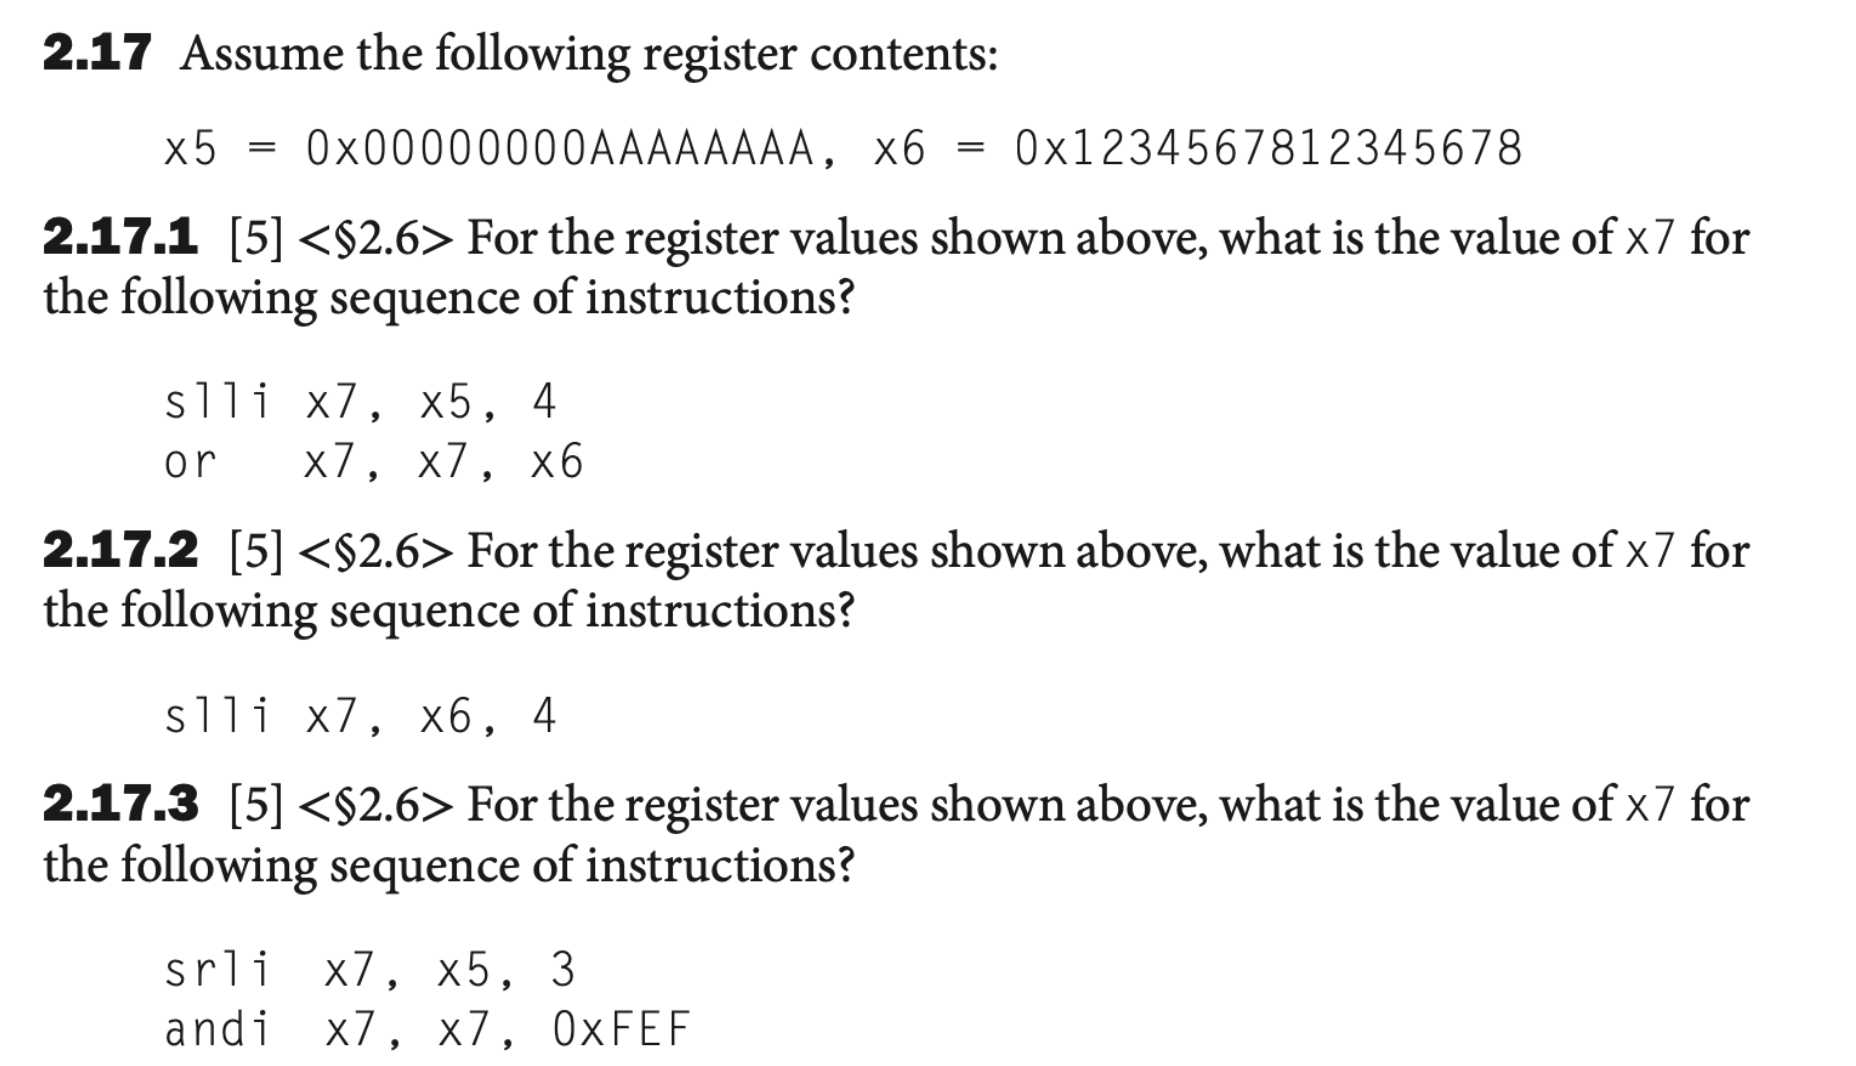 2.17 Assume the following register contents:
x5 = 0x00000000AAAAAAAA, x6 = 0x1234567812345678
2.17.1 [5] <§2.6> For the register values shown above, what is the value of x7 for
the following sequence of instructions?
slli x7, x5, 4
or x7, x7, x6
2.17.2 [5] <§2.6> For the register values shown above, what is the value of x7 for
the following sequence of instructions?
slli x7, x6, 4
2.17.3 [5] <§2.6> For the register values shown above, what is the value of x7 for
the following sequence of instructions?
srli x7, x5, 3
andi x7, x7, 0xFEF